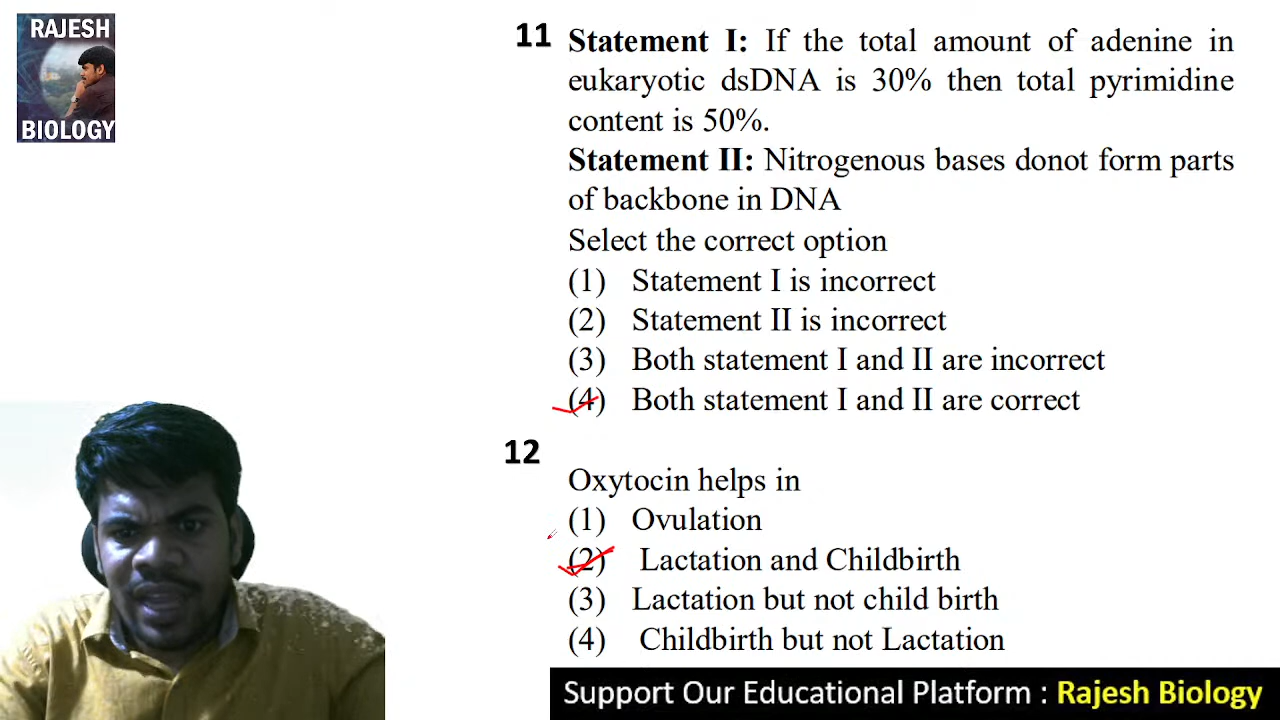 RAJESH
BIOLOGY
11 Statement I: If the total amount of adenine in
eukaryotic dsDNA is 30% then total pyrimidine
content is 50%.
Statement II: Nitrogenous bases donot form parts
of backbone in DNA
Select the correct option
(1) Statement I is incorrect
(2) Statement II is incorrect
(3) Both statement I and II are incorrect
(4) Both statement I and II are correct
12
Oxytocin helps in
(1) Ovulation
(2) Lactation and Childbirth
(3) Lactation but not child birth
(4) Childbirth but not Lactation
Support Our Educational Platform : Rajesh Biology